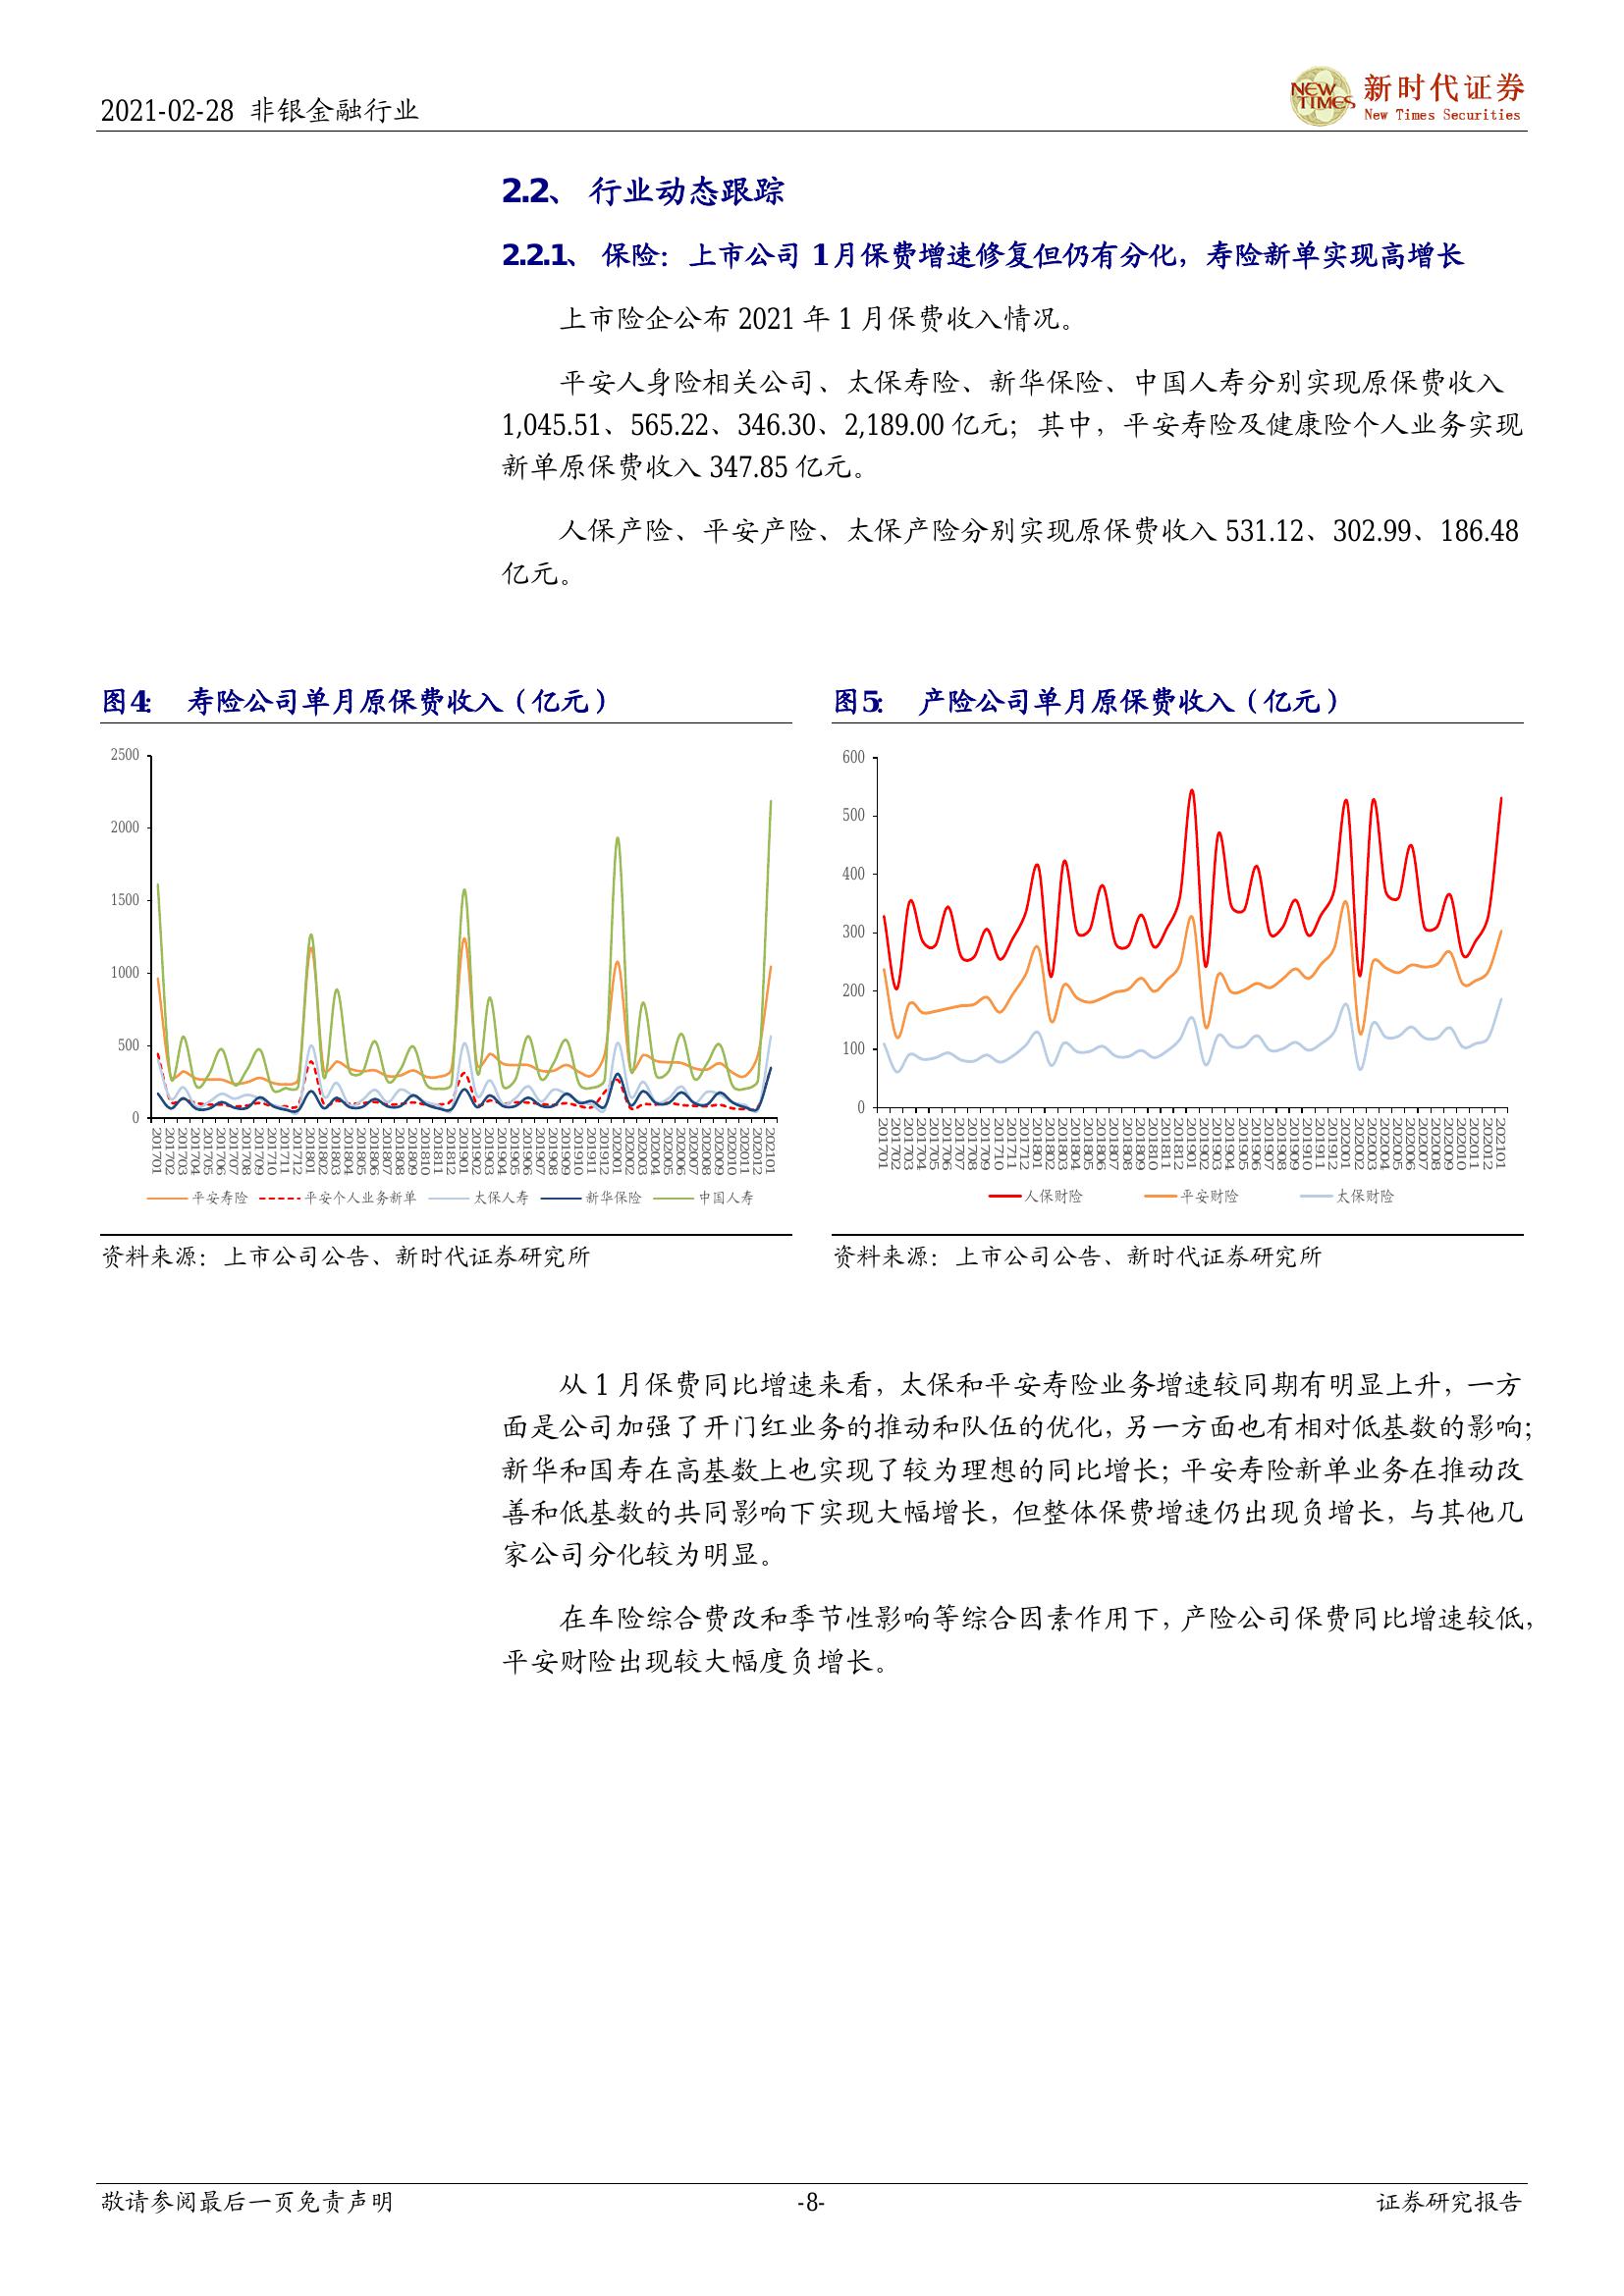 2021-02-28 非银金融行业
NEW TIMES 新时代证券
New Times Securities
2.2、 行业动态跟踪
2.2.1、 保险：上市公司 1月保费增速修复但仍有分化，寿险新单实现高增长
上市险企公布 2021 年 1 月保费收入情况。
平安人身险相关公司、太保寿险、新华保险、中国人寿分别实现原保费收入
1,045.51、565.22、346.30、2,189.00 亿元；其中，平安寿险及健康险个人业务实现
新单原保费收入 347.85 亿元。
人保产险、平安产险、太保产险分别实现原保费收入 531.12、302.99、186.48
亿元。
图4： 寿险公司单月原保费收入（亿元）
2500
2000
1500
1000
500
0
201701 201702 201703 201704 201705 201706 201707 201708 201709 201710 201711 201712 201801 201802 201803 201804 201805 201806 201807 201808 201809 201810 201811 201812 201901 201902 201903 201904 201905 201906 201907 201908 201909 201910 201911 201912 202001 202002 202003 202004 202005 202006 202007 202008 202009 202010 202011 202012 202101
平安寿险 平安个人业务新单 太保人寿 新华保险 中国人寿
资料来源：上市公司公告、新时代证券研究所
图5： 产险公司单月原保费收入（亿元）
600
500
400
300
200
100
0
201701 201702 201703 201704 201705 201706 201707 201708 201709 201710 201711 201712 201801 201802 201803 201804 201805 201806 201807 201808 201809 201810 201811 201812 201901 201902 201903 201904 201905 201906 201907 201908 201909 201910 201911 201912 202001 202002 202003 202004 202005 202006 202007 202008 202009 202010 202011 202012 202101
人保财险 平安财险 太保财险
资料来源：上市公司公告、新时代证券研究所
从 1 月保费同比增速来看，太保和平安寿险业务增速较同期有明显上升，一方
面是公司加强了开门红业务的推动和队伍的优化，另一方面也有相对低基数的影响；
新华和国寿在高基数上也实现了较为理想的同比增长；平安寿险新单业务在推动改
善和低基数的共同影响下实现大幅增长，但整体保费增速仍出现负增长，与其他几
家公司分化较为明显。
在车险综合费改和季节性影响等综合因素作用下，产险公司保费同比增速较低，
平安财险出现较大幅度负增长。
敬请参阅最后一页免责声明
-8-
证券研究报告